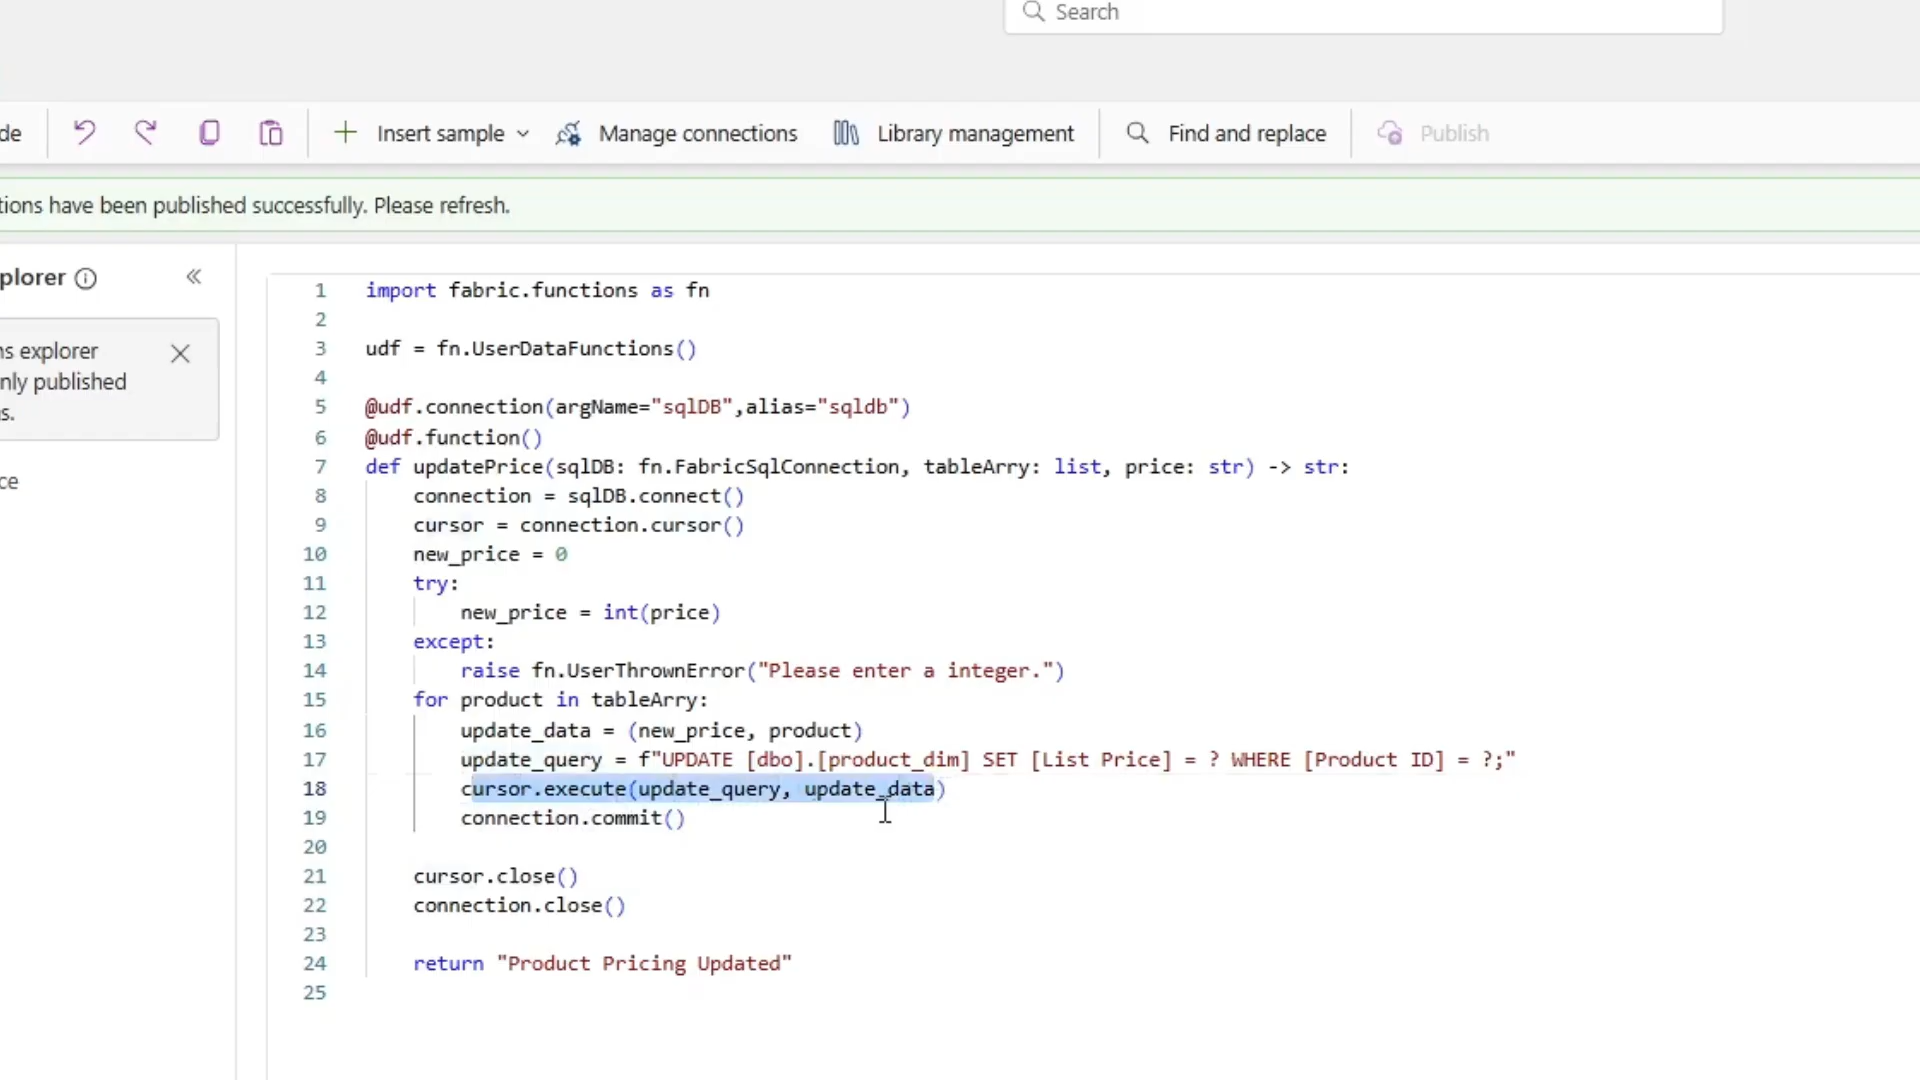 Search
de
Insert sample
Manage connections
Library management
Find and replace
Publish
tions have been published successfully. Please refresh.
plorer
ns explorer
nly published
s.
ce
1 import fabric.functions as fn
2
3 udf = fn.UserDataFunctions()
4
5 @udf.connection(argName="sqlDB",alias="sqldb")
6 @udf.function()
7 def updatePrice(sqlDB: fn.FabricSqlConnection, tableArry: list, price: str) -> str:
8 connection = sqlDB.connect()
9 cursor = connection.cursor()
10 new_price = 0
11 try:
12 new_price = int(price)
13 except:
14 raise fn.UserThrownError("Please enter a integer.")
15 for product in tableArry:
16 update_data = (new_price, product)
17 update_query = f"UPDATE [dbo].[product_dim] SET [List Price] = ? WHERE [Product ID] = ?;"
18 cursor.execute(update_query, update_data)
19 connection.commit()
20
21 cursor.close()
22 connection.close()
23
24 return "Product Pricing Updated"
25